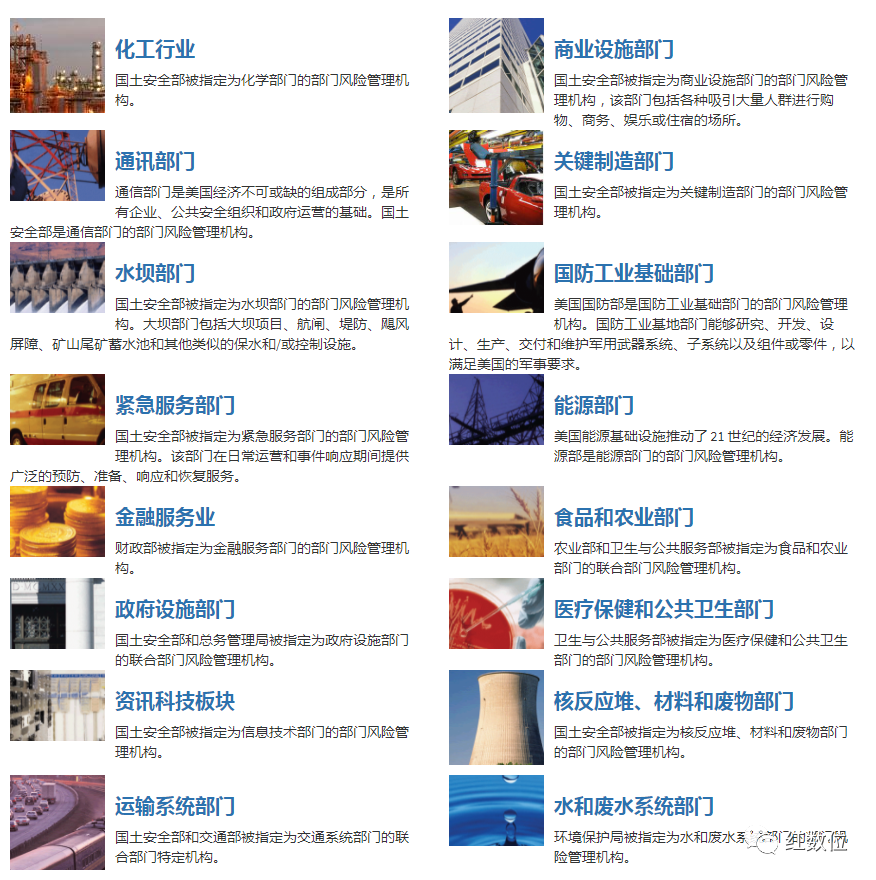 化工行业
国土安全部被指定为化学部门的部门风险管理机
构。
商业设施部门
国土安全部被指定为商业设施部门的部门风险管
理机构，该部门包括各种吸引大量人群进行购
物、商务、娱乐或住宿的场所。
通讯部门
通信部门是美国经济不可或缺的组成部分，是所
有企业、公共安全组织和政府运营的基础。国土
安全部是通信部门的部门风险管理机构。
关键制造部门
国土安全部被指定为关键制造部门的部门风险管
理机构。
水坝部门
国土安全部被指定为水坝部门的部门风险管理机
构。大坝部门包括大坝项目、航闸、堤防、飓风
屏障、矿山尾矿蓄水池和其他类似的保水和/或控制设施。
国防工业基础部门
美国国防部是国防工业基础部门的部门风险管理
机构。国防工业基地部门能够研究、开发、设
计、生产、交付和维护军用武器系统、子系统以及组件或零件，以
满足美国的军事要求。
紧急服务部门
国土安全部被指定为紧急服务部门的部门风险管
理机构。该部门在日常运营和事件响应期间提供
广泛的预防、准备、响应和恢复服务。
能源部门
美国能源基础设施推动了 21 世纪的经济发展。能
源部是能源部门的部门风险管理机构。
金融服务业
财政部被指定为金融服务部门的部门风险管理机
构。
食品和农业部门
农业部和卫生与公共服务部被指定为食品和农业
部门的联合部门风险管理机构。
政府设施部门
国土安全部和总务管理局被指定为政府设施部门
的联合部门风险管理机构。
医疗保健和公共卫生部门
卫生与公共服务部被指定为医疗保健和公共卫生
部门的部门风险管理机构。
资讯科技板块
国土安全部被指定为信息技术部门的部门风险管
理机构。
核反应堆、材料和废物部门
国土安全部被指定为核反应堆、材料和废物部门
的部门风险管理机构。
运输系统部门
国土安全部和交通部被指定为交通系统部门的联
合部门特定机构。
水和废水系统部门
环境保护局被指定为水和废水系统部门的部门风
险管理机构。
红数位